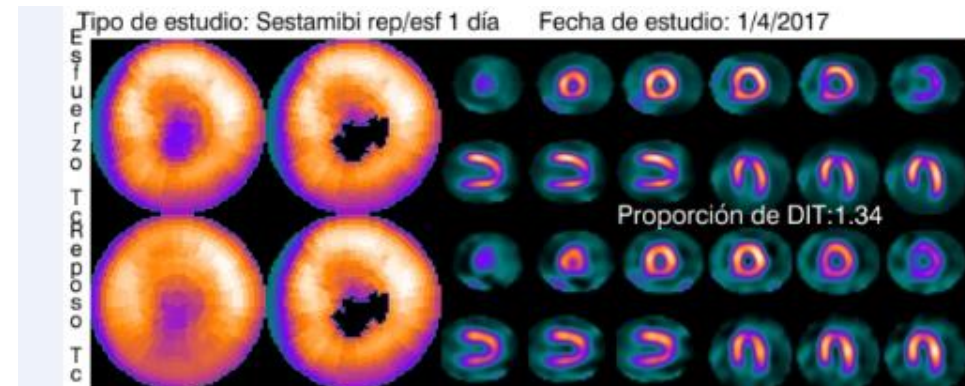 Tipo de estudio: Sestamibi rep/esf 1 día Fecha de estudio: 1/4/2017
Esfuerzo Tc
Proporción de DIT:1.34
Reposo Tc